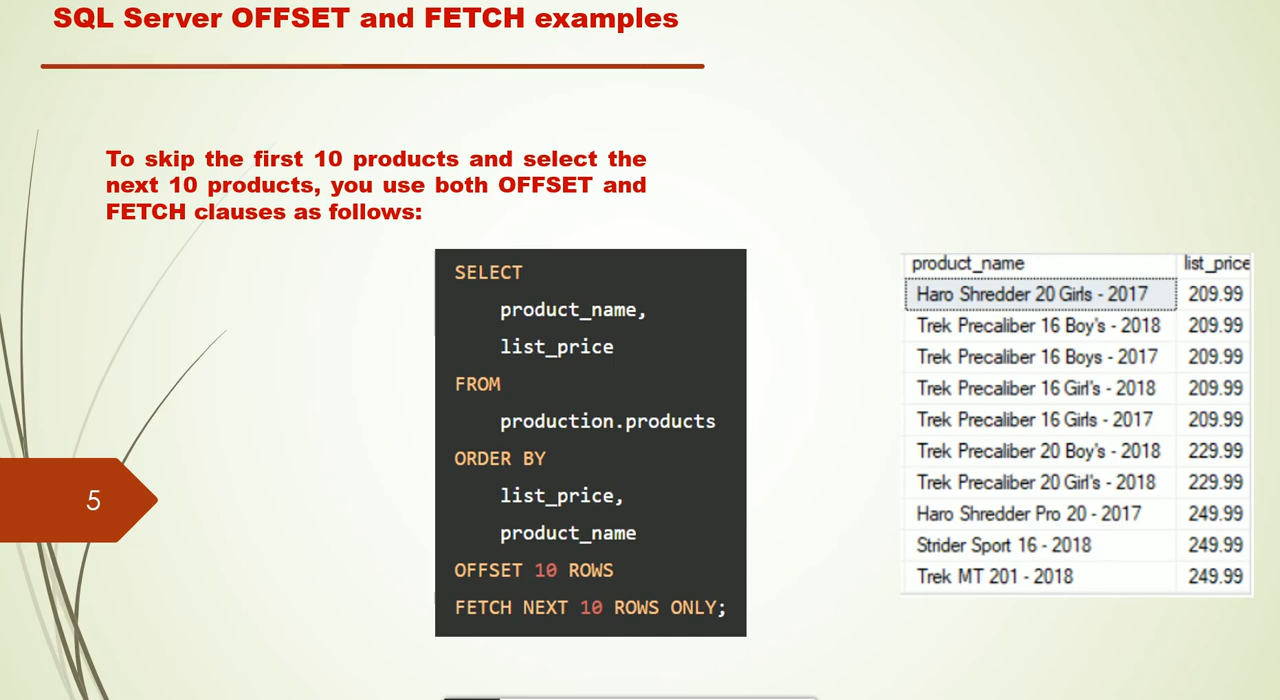 SQL Server OFFSET and FETCH examples
To skip the first 10 products and select the
next 10 products, you use both OFFSET and
FETCH clauses as follows:
SELECT
product_name,
list_price
FROM
production.products
ORDER BY
list_price,
product_name
OFFSET 10 ROWS
FETCH NEXT 10 ROWS ONLY;
product_name list_price
Haro Shredder 20 Girls - 2017 209.99
Trek Precaliber 16 Boy's - 2018 209.99
Trek Precaliber 16 Boys - 2017 209.99
Trek Precaliber 16 Girl's - 2018 209.99
Trek Precaliber 16 Girls - 2017 209.99
Trek Precaliber 20 Boy's - 2018 229.99
Trek Precaliber 20 Girl's - 2018 229.99
Haro Shredder Pro 20 - 2017 249.99
Strider Sport 16 - 2018 249.99
Trek MT 201 - 2018 249.99
5